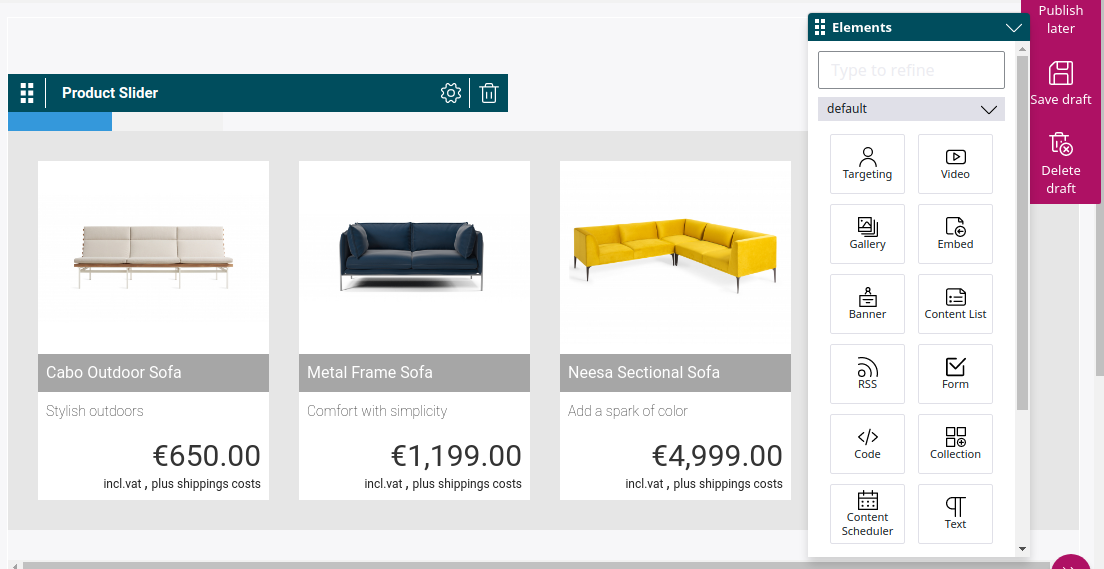 Publish
later
Save draft
Delete
draft
Elements
Type to refine
default
Targeting
Video
Gallery
Embed
Banner
Content List
RSS
Form
Code
Collection
Content
Scheduler
Text
Product Slider
Cabo Outdoor Sofa
Stylish outdoors
€650.00
incl.vat , plus shippings costs
Metal Frame Sofa
Comfort with simplicity
€1,199.00
incl.vat , plus shippings costs
Neesa Sectional Sofa
Add a spark of color
€4,999.00
incl.vat , plus shippings costs